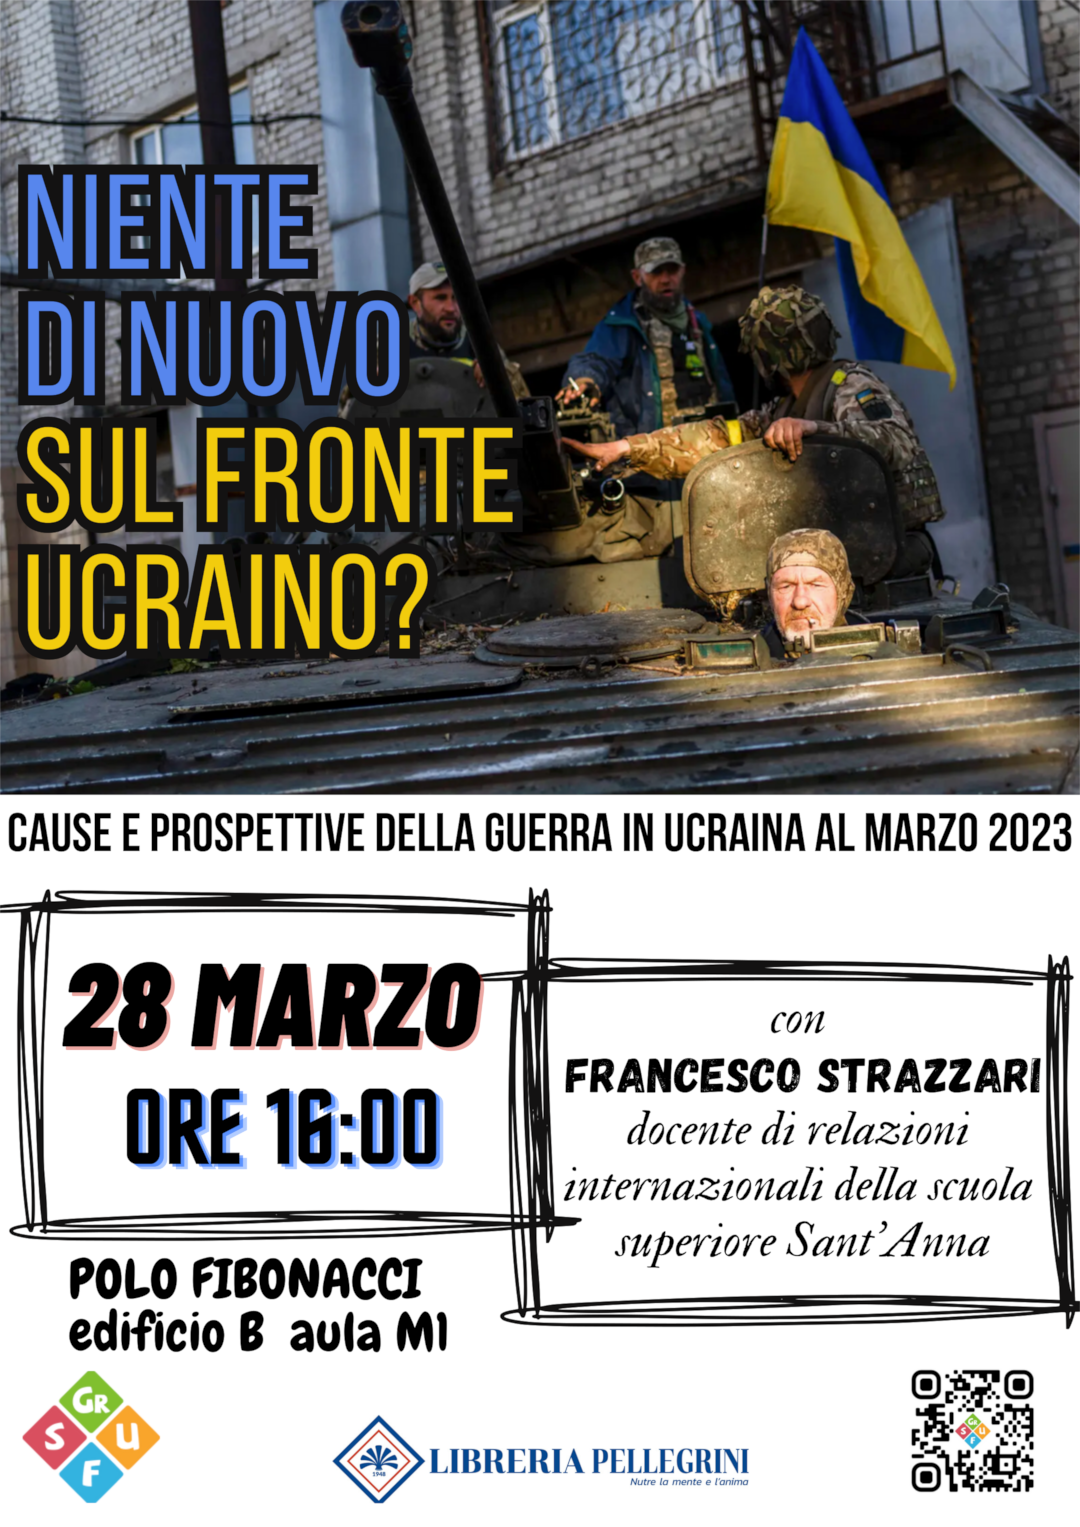 NIENTE
DI NUOVO
SUL FRONTE
UCRAINO?
CAUSE E PROSPETTIVE DELLA GUERRA IN UCRAINA AL MARZO 2023
28 MARZO
ORE 16:00
con
FRANCESCO STRAZZARI
docente di relazioni
internazionali della scuola
superiore Sant'Anna
POLO FIBONACCI
edificio B aula M1
GR
S U
F
1948
LIBRERIA PELLEGRINI
Nutre la mente e l'anima
GR
S U
F